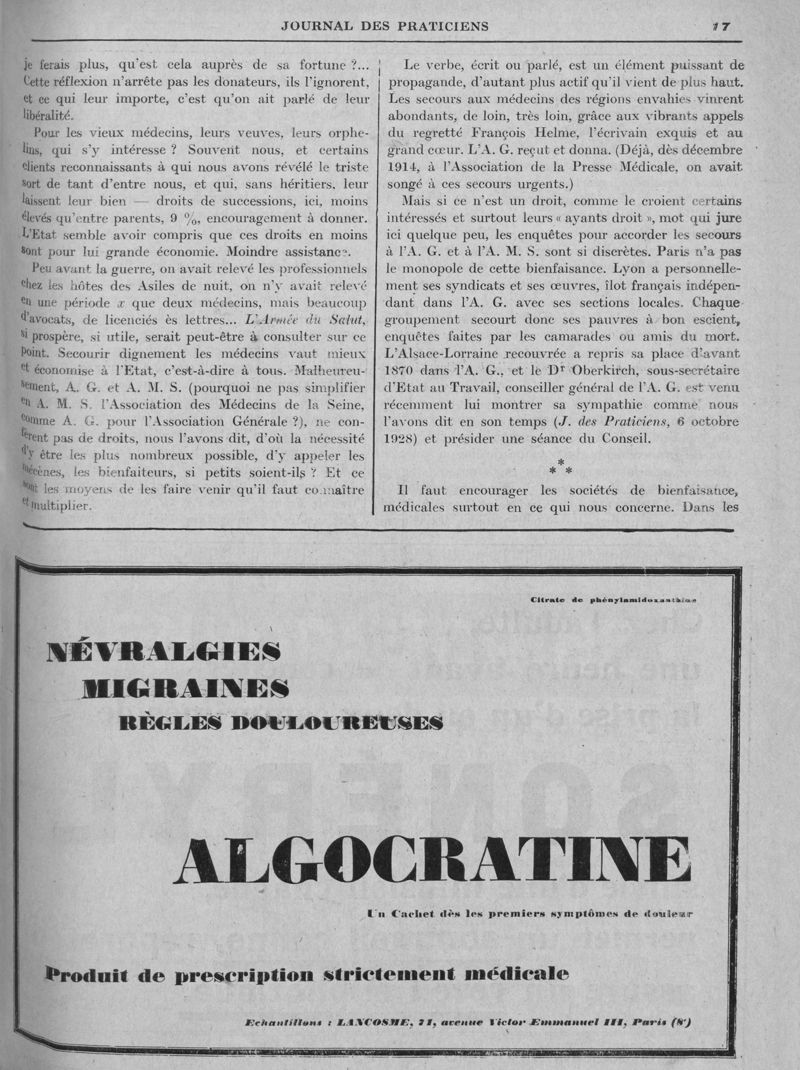 JOURNAL DES PRATICIENS 17
je ferais plus, qu'est cela auprès de sa fortune ?...
Cette réflexion n'arrête pas les donateurs, ils l'ignorent,
et ce qui leur importe, c'est qu'on ait parlé de leur
libéralité.
Pour les vieux médecins, leurs veuves, leurs orphe-
lins, qui s'y intéresse ? Souvent nous, et certains
clients reconnaissants à qui nous avons révélé le triste
sort de tant d'entre nous, et qui, sans héritiers, leur
laissent leur bien — droits de successions, ici, moins
élevés qu'entre parents, 9 %, encouragement à donner.
L'Etat semble avoir compris que ces droits en moins
sont pour lui grande économie. Moindre assistance.
Peu avant la guerre, on avait relevé les professionnels
chez les hôtes des Asiles de nuit, on n'y avait relevé
en une période x que deux médecins, mais beaucoup
d'avocats, de licenciés ès lettres... L'Armée du Salut,
si prospère, si utile, serait peut-être à consulter sur ce
point. Secourir dignement les médecins vaut mieux
et économise à l'Etat, c'est-à-dire à tous. Malheureu-
sement, A. G. et A. M. S. (pourquoi ne pas simplifier
en A. M. S. l'Association des Médecins de la Seine,
comme A. G. pour l'Association Générale ?), ne con-
fèrent pas de droits, nous l'avons dit, d'où la nécessité
d'y être les plus nombreux possible, d'y appeler les
mécènes, les bienfaiteurs, si petits soient-ils ? Et ce
sont les moyens de les faire venir qu'il faut connaître
et multiplier.
Le verbe, écrit ou parlé, est un élément puissant de
propagande, d'autant plus actif qu'il vient de plus haut.
Les secours aux médecins des régions envahies vinrent
abondants, de loin, très loin, grâce aux vibrants appels
du regretté François Helme, l'écrivain exquis et au
grand cœur. L'A. G. reçut et donna. (Déjà, dès décembre
1914, à l'Association de la Presse Médicale, on avait
songé à ces secours urgents.)
Mais si ce n'est un droit, comme le croient certains
intéressés et surtout leurs « ayants droit », mot qui jure
ici quelque peu, les enquêtes pour accorder les secours
à l'A. G. et à l'A. M. S. sont si discrètes. Paris n'a pas
le monopole de cette bienfaisance. Lyon a personnelle-
ment ses syndicats et ses œuvres, îlot français indépen-
dant dans l'A. G. avec ses sections locales. Chaque
groupement secourt donc ses pauvres à bon escient,
enquêtes faites par les camarades ou amis du mort.
L'Alsace-Lorraine recouvrée a repris sa place d'avant
1870 dans l'A. G., et le Dr Oberkirch, sous-secrétaire
d'Etat au Travail, conseiller général de l'A. G. est venu
récemment lui montrer sa sympathie comme nous
l'avons dit en son temps (J. des Praticiens, 6 octobre
1928) et présider une séance du Conseil.
*
* *
Il faut encourager les sociétés de bienfaisance,
médicales surtout en ce qui nous concerne. Dans les
Citrate de phénylamidoxanthine
NÉVRALGIES
MIGRAINES
RÈGLES DOULOUREUSES
ALGOCRATINE
Un Cachet dès les premiers symptômes de douleur
Produit de prescription strictement médicale
Echantillons : LANCOSME, 71, avenue Victor Emmanuel III, Paris (8e)